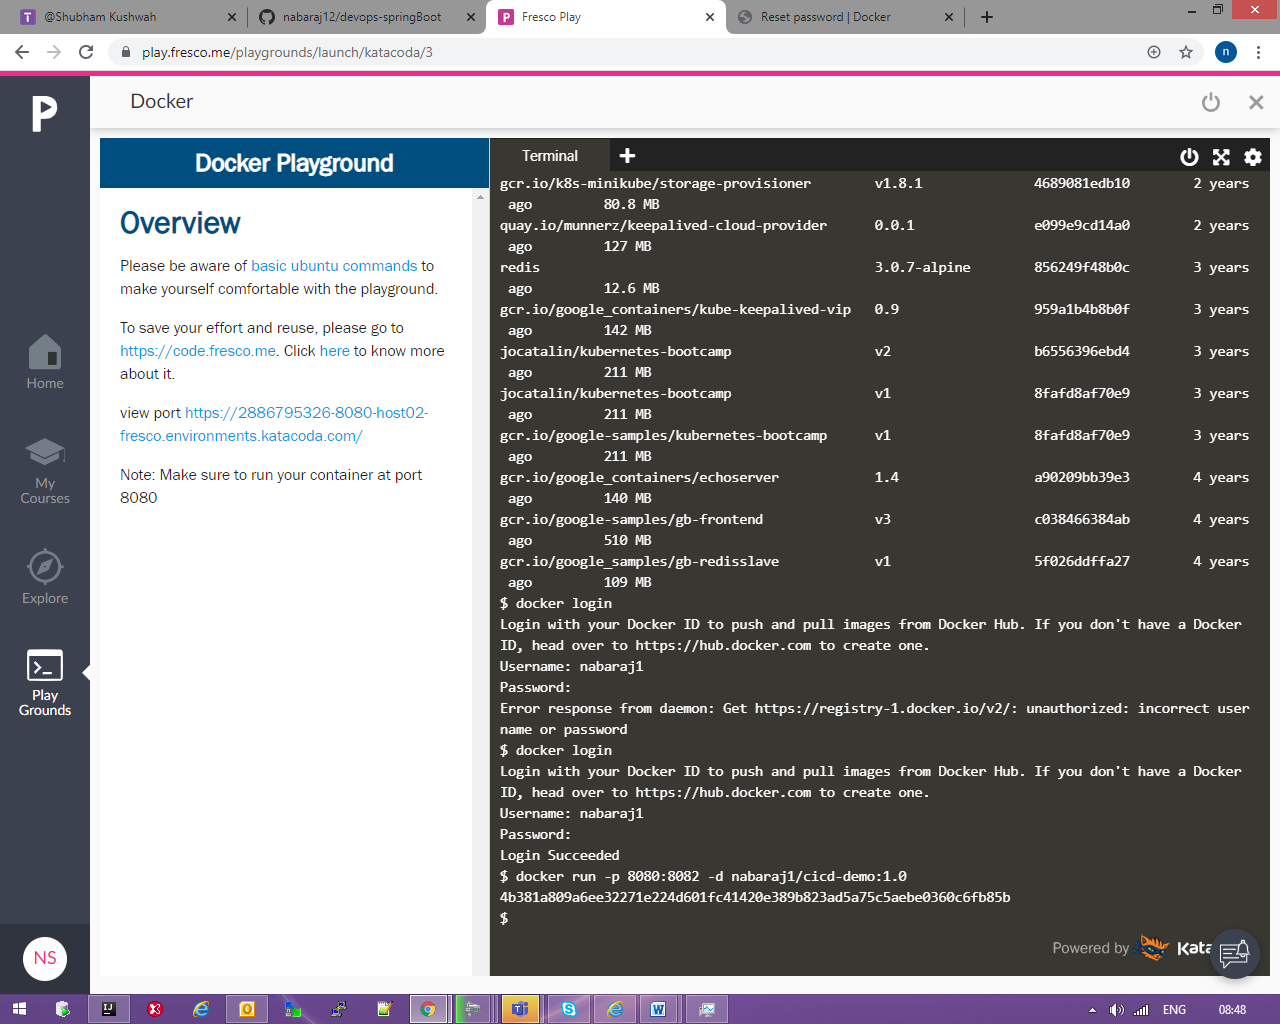 @Shubham Kushwah
nabaraj12/devops-springBoot
Fresco Play
Reset password | Docker
play.fresco.me/playgrounds/launch/katacoda/3
n
P
Docker
Docker Playground
Overview
Please be aware of basic ubuntu commands to
make yourself comfortable with the playground.
To save your effort and reuse, please go to
https://code.fresco.me. Click here to know more
about it.
view port https://2886795326-8080-host02-
fresco.environments.katacoda.com/
Note: Make sure to run your container at port
8080
Home
My
Courses
Explore
Play
Grounds
NS
Terminal
gcr.io/k8s-minikube/storage-provisioner v1.8.1 4689081edb10 2 years
ago 80.8 MB
quay.io/munnerz/keepalived-cloud-provider 0.0.1 e099e9cd14a0 2 years
ago 127 MB
redis 3.0.7-alpine 856249f48b0c 3 years
ago 12.6 MB
gcr.io/google_containers/kube-keepalived-vip 0.9 959a1b4b8b0f 3 years
ago 142 MB
jocatalin/kubernetes-bootcamp v2 b6556396ebd4 3 years
ago 211 MB
jocatalin/kubernetes-bootcamp v1 8fafd8af70e9 3 years
ago 211 MB
gcr.io/google-samples/kubernetes-bootcamp v1 8fafd8af70e9 3 years
ago 211 MB
gcr.io/google_containers/echoserver 1.4 a90209bb39e3 4 years
ago 140 MB
gcr.io/google-samples/gb-frontend v3 c038466384ab 4 years
ago 510 MB
gcr.io/google_samples/gb-redisslave v1 5f026ddffa27 4 years
ago 109 MB
$ docker login
Login with your Docker ID to push and pull images from Docker Hub. If you don't have a Docker
ID, head over to https://hub.docker.com to create one.
Username: nabaraj1
Password:
Error response from daemon: Get https://registry-1.docker.io/v2/: unauthorized: incorrect user
name or password
$ docker login
Login with your Docker ID to push and pull images from Docker Hub. If you don't have a Docker
ID, head over to https://hub.docker.com to create one.
Username: nabaraj1
Password:
Login Succeeded
$ docker run -p 8080:8082 -d nabaraj1/cicd-demo:1.0
4b381a809a6ee32271e224d601fc41420e389b823ad5a75c5aebe0360c6fb85b
$
Powered by Kata
ENG 08:48